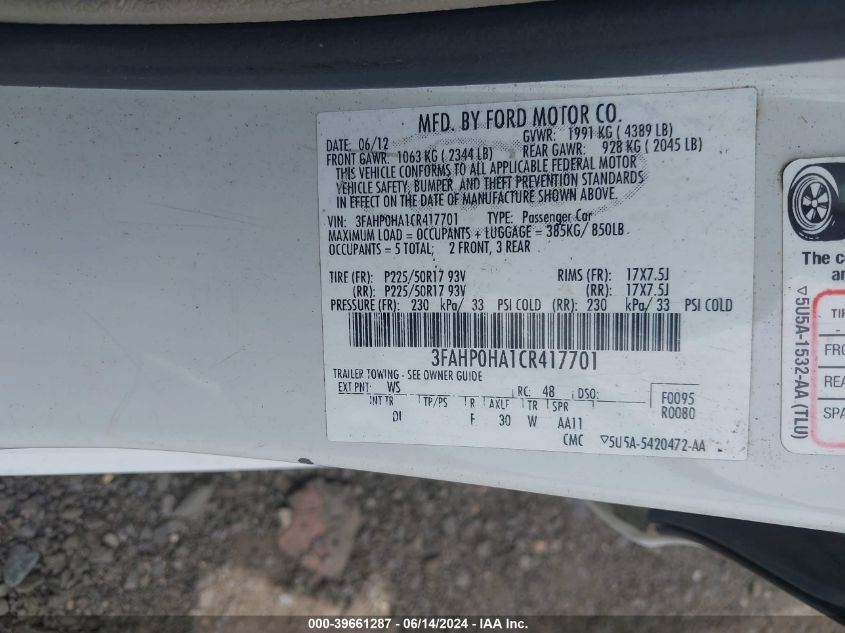 MFD. BY FORD MOTOR CO.
DATE: 06/12 GVWR: 1991 KG ( 4389 LB)
FRONT GAWR: 1063 KG ( 2344 LB) REAR GAWR: 928 KG ( 2045 LB)
THIS VEHICLE CONFORMS TO ALL APPLICABLE FEDERAL MOTOR
VEHICLE SAFETY, BUMPER, AND THEFT PREVENTION STANDARDS
IN EFFECT ON THE DATE OF MANUFACTURE SHOWN ABOVE.
VIN: 3FAHP0HA1CR417701 TYPE: Passenger Car
MAXIMUM LOAD = OCCUPANTS + LUGGAGE = 385KG/ 850LB
OCCUPANTS = 5 TOTAL; 2 FRONT, 3 REAR
TIRE (FR): P225/50R17 93V RIMS (FR): 17X7.5J
(RR): P225/50R17 93V (RR): 17X7.5J
PRESSURE (FR): 230 kPa/ 33 PSI COLD (RR): 230 kPa/ 33 PSI COLD
3FAHP0HA1CR417701
TRAILER TOWING - SEE OWNER GUIDE
EXT PNT: WS RC: 48 DSO: F0095
INT TR TP/PS R AXLE TR SPR R0080
DI F 30 W AA11
CMC ▽5U5A-5420472-AA
The co
an
▽5U5A-1532-AA (TLU)
TIR
FRO
REA
SPA
000-39661287 - 06/14/2024 - IAA Inc.